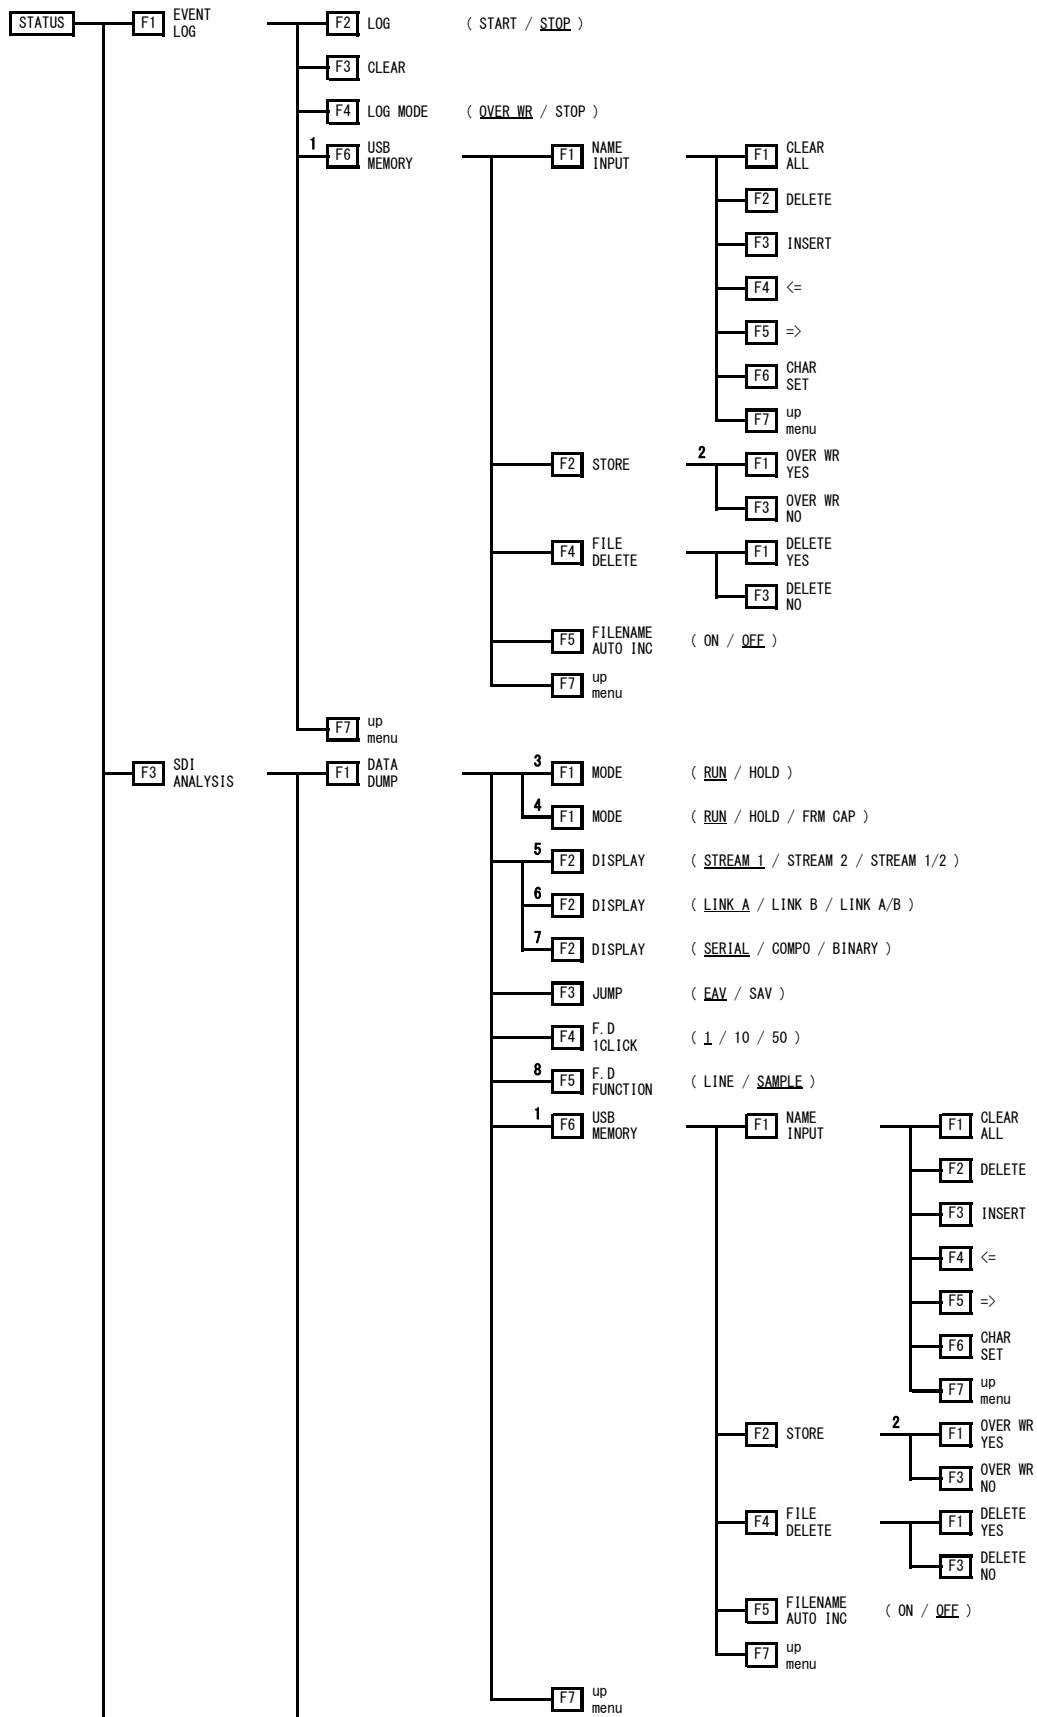 STATUS F1 EVENT LOG F2 LOG ( START / STOP )
F3 CLEAR
F4 LOG MODE ( OVER WR / STOP )
1 F6 USB MEMORY F1 NAME INPUT F1 CLEAR ALL
F2 DELETE
F3 INSERT
F4 <=
F5 =>
F6 CHAR SET
F7 up menu
F2 STORE 2 F1 OVER WR YES
F3 OVER WR NO
F4 FILE DELETE F1 DELETE YES
F3 DELETE NO
F5 FILENAME AUTO INC ( ON / OFF )
F7 up menu
F7 up menu
F3 SDI ANALYSIS F1 DATA DUMP 3 F1 MODE ( RUN / HOLD )
4 F1 MODE ( RUN / HOLD / FRM CAP )
5 F2 DISPLAY ( STREAM 1 / STREAM 2 / STREAM 1/2 )
6 F2 DISPLAY ( LINK A / LINK B / LINK A/B )
7 F2 DISPLAY ( SERIAL / COMPO / BINARY )
F3 JUMP ( EAV / SAV )
F4 F.D 1CLICK ( 1 / 10 / 50 )
8 F5 F.D FUNCTION ( LINE / SAMPLE )
1 F6 USB MEMORY F1 NAME INPUT F1 CLEAR ALL
F2 DELETE
F3 INSERT
F4 <=
F5 =>
F6 CHAR SET
F7 up menu
F2 STORE 2 F1 OVER WR YES
F3 OVER WR NO
F4 FILE DELETE F1 DELETE YES
F3 DELETE NO
F5 FILENAME AUTO INC ( ON / OFF )
F7 up menu
F7 up menu